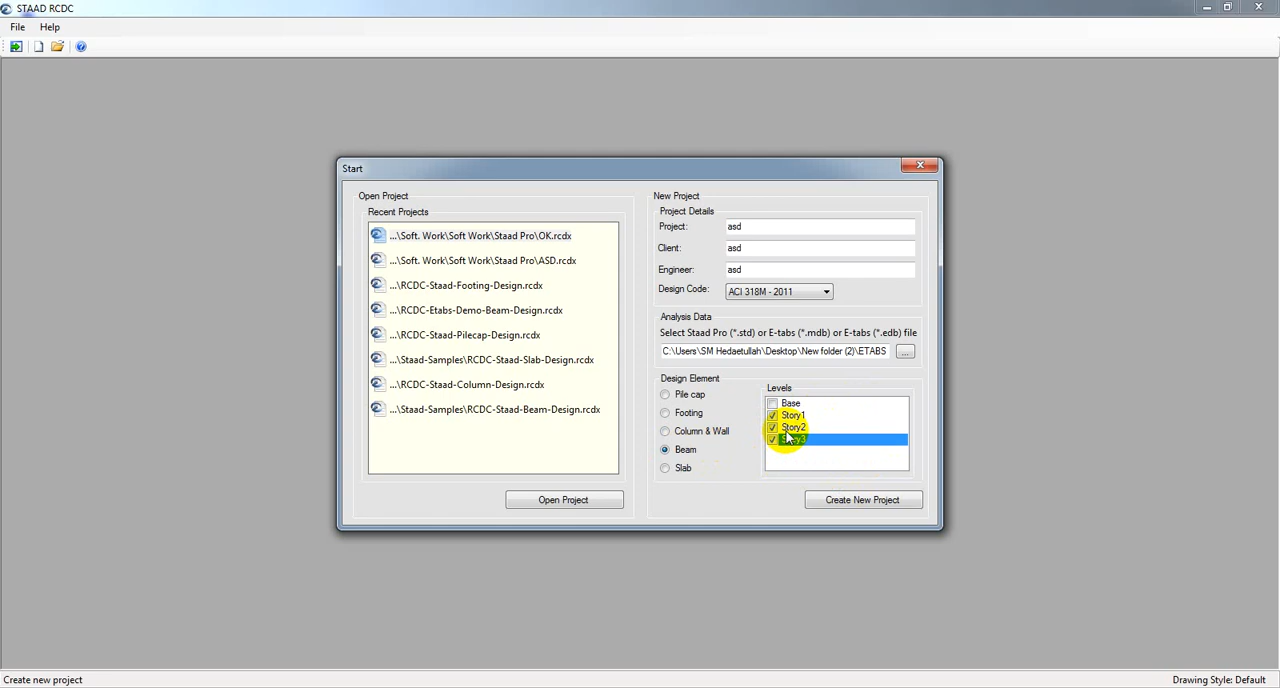 STAAD RCDC
File Help
Start
Open Project
Recent Projects
...\Soft. Work\Soft Work\Staad Pro\OK.rcdx
...\Soft. Work\Soft Work\Staad Pro\ASD.rcdx
...\RCDC-Staad-Footing-Design.rcdx
...\RCDC-Etabs-Demo-Beam-Design.rcdx
...\RCDC-Staad-Pilecap-Design.rcdx
...\Staad-Samples\RCDC-Staad-Slab-Design.rcdx
...\RCDC-Staad-Column-Design.rcdx
...\Staad-Samples\RCDC-Staad-Beam-Design.rcdx
Open Project
New Project
Project Details
Project: asd
Client: asd
Engineer: asd
Design Code: ACI 318M - 2011
Analysis Data
Select Staad Pro (*.std) or E-tabs (*.mdb) or E-tabs (*.edb) file
C:\Users\SM Hedaetullah\Desktop\New folder (2)\ETABS ...
Design Element
Pile cap
Footing
Column & Wall
Beam
Slab
Levels
Base
Story1
Story2
Story3
Create New Project
Create new project
Drawing Style: Default